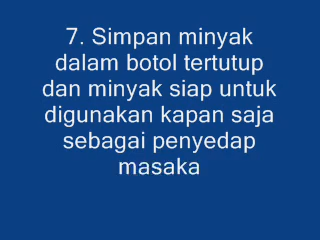 7. Simpan minyak
dalam botol tertutup
dan minyak siap untuk
digunakan kapan saja
sebagai penyedap
masaka